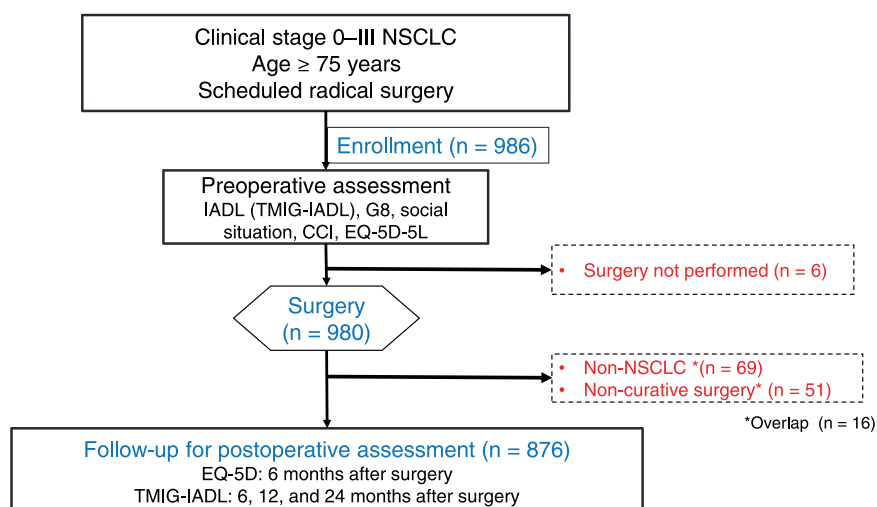 Clinical stage 0–III NSCLC
Age ≥ 75 years
Scheduled radical surgery
Enrollment (n = 986)
Preoperative assessment
IADL (TMIG-IADL), G8, social
situation, CCI, EQ-5D-5L
• Surgery not performed (n = 6)
Surgery
(n = 980)
• Non-NSCLC *(n = 69)
• Non-curative surgery* (n = 51)
*Overlap (n = 16)
Follow-up for postoperative assessment (n = 876)
EQ-5D: 6 months after surgery
TMIG-IADL: 6, 12, and 24 months after surgery